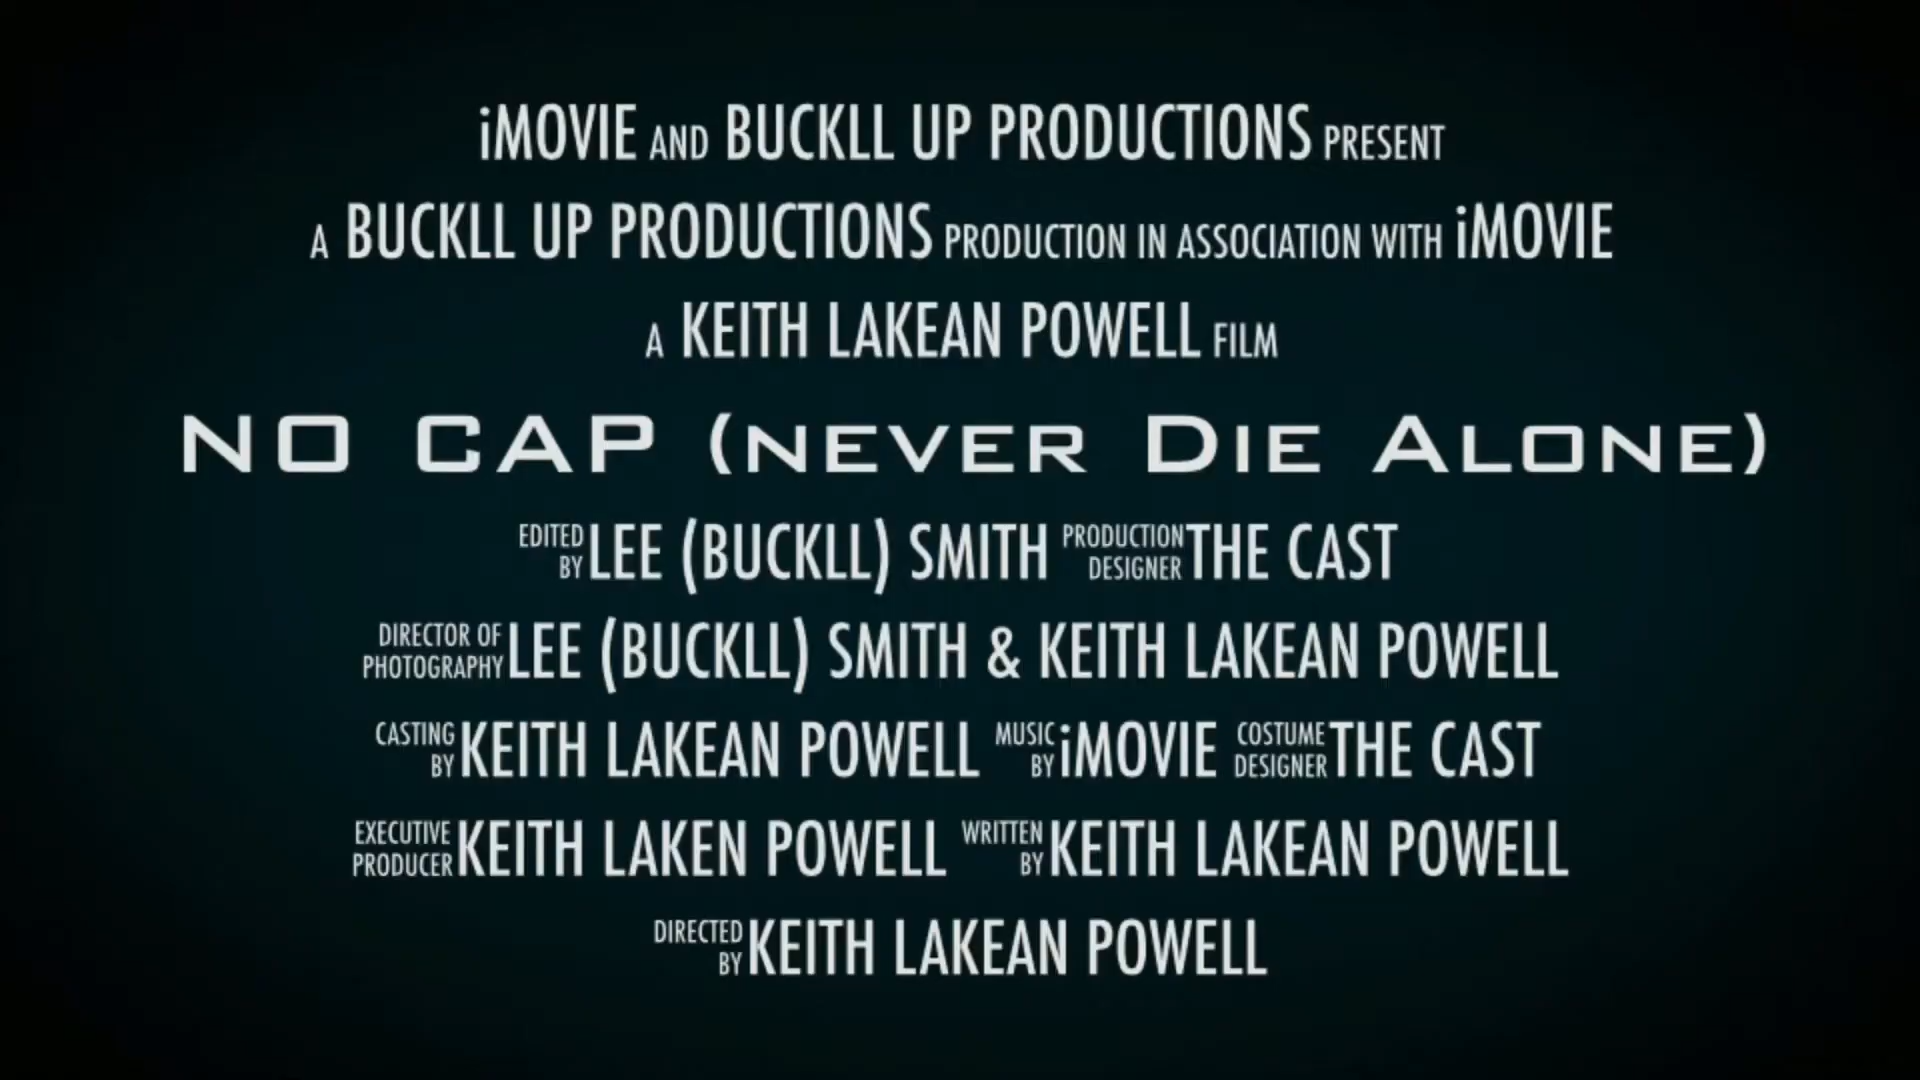 iMOVIE AND BUCKLL UP PRODUCTIONS PRESENT
A BUCKLL UP PRODUCTIONS PRODUCTION IN ASSOCIATION WITH iMOVIE
A KEITH LAKEAN POWELL FILM
NO CAP (NEVER DIE ALONE)
EDITED BY LEE (BUCKLL) SMITH PRODUCTION DESIGNER THE CAST
DIRECTOR OF PHOTOGRAPHY LEE (BUCKLL) SMITH & KEITH LAKEAN POWELL
CASTING BY KEITH LAKEAN POWELL MUSIC BY iMOVIE COSTUME DESIGNER THE CAST
EXECUTIVE PRODUCER KEITH LAKEN POWELL WRITTEN BY KEITH LAKEAN POWELL
DIRECTED BY KEITH LAKEAN POWELL